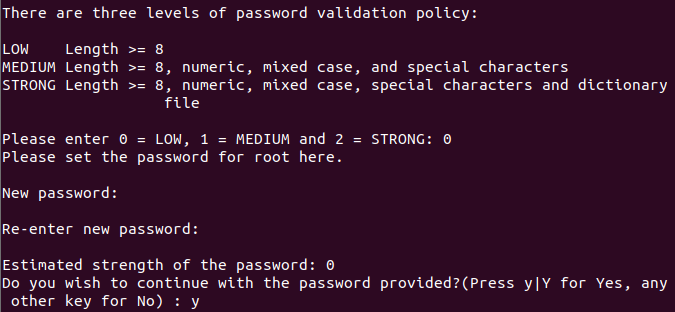 There are three levels of password validation policy:
LOW    Length >= 8
MEDIUM Length >= 8, numeric, mixed case, and special characters
STRONG Length >= 8, numeric, mixed case, special characters and dictionary
file
Please enter 0 = LOW, 1 = MEDIUM and 2 = STRONG: 0
Please set the password for root here.
New password:
Re-enter new password:
Estimated strength of the password: 0
Do you wish to continue with the password provided?(Press y|Y for Yes, any
other key for No) : y